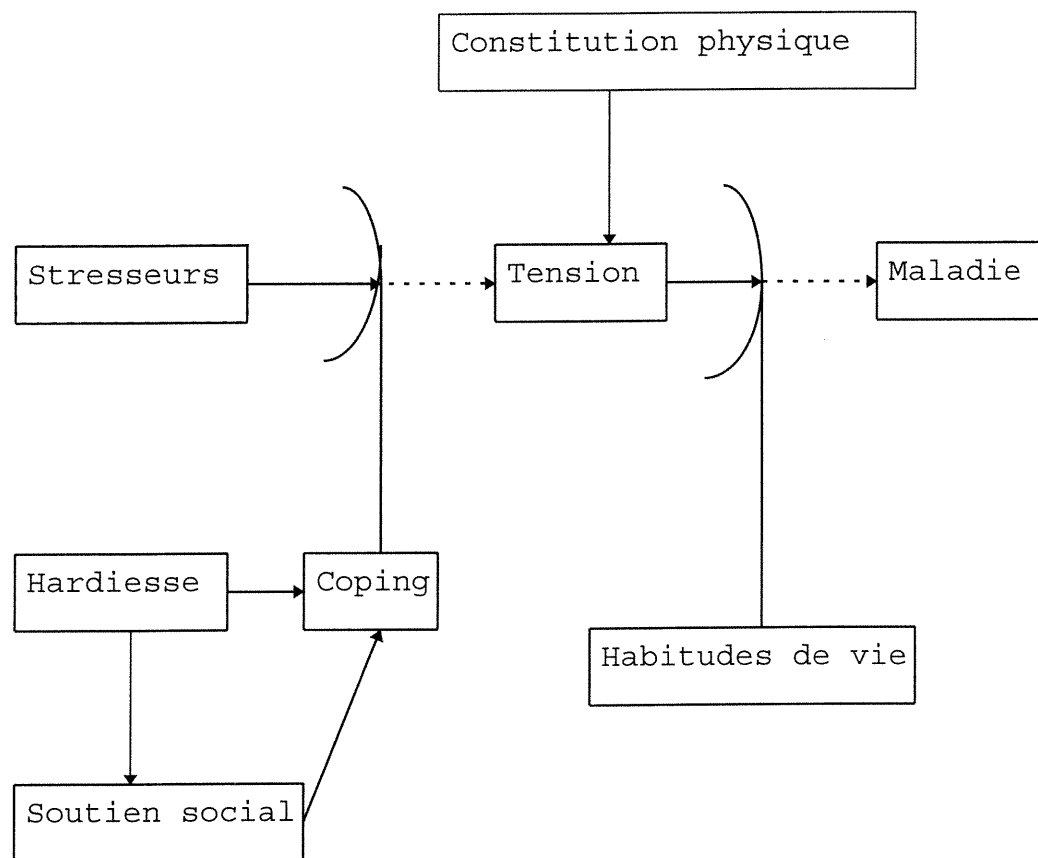 Constitution physique
Stresseurs
Tension
Maladie
Hardiesse
Coping
Habitudes de vie
Soutien social